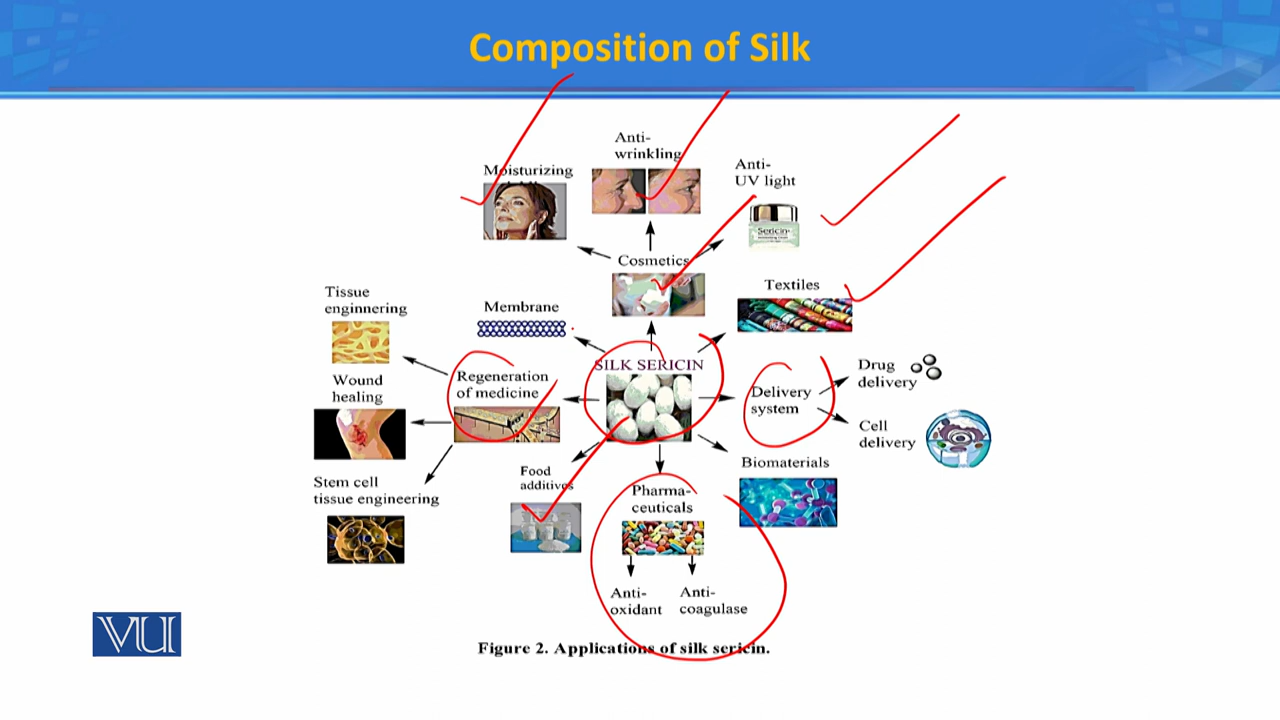 Composition of Silk
Anti-
wrinkling
Moisturizing
Anti-
UV light
Sericin
Cosmetics
Textiles
Tissue
enginnering
Membrane
SILK SERICIN
Drug
delivery
Regeneration
of medicine
Wound
healing
Delivery
system
Cell
delivery
Biomaterials
Food
additives
Stem cell
tissue engineering
Pharma-
ceuticals
Anti-
oxidant
Anti-
coagulase
VU
Figure 2. Applications of silk sericin.